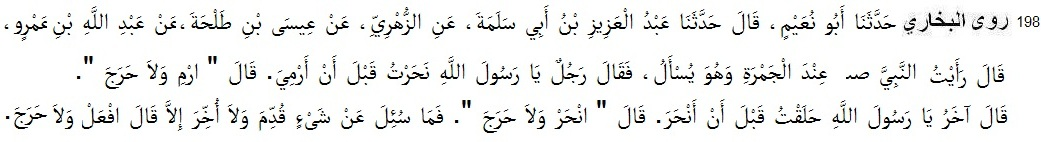 198 روى البخاري حَدَّثَنَا أَبُو نُعَيْمٍ، قَالَ حَدَّثَنَا عَبْدُ الْعَزِيزِ بْنُ أَبِي سَلَمَةَ، عَنِ الزُّهْرِيِّ، عَنْ عِيسَى بْنِ طَلْحَةَ،عَنْ عَبْدِ اللَّهِ بْنِ عَمْرٍو،
قَالَ رَأَيْتُ النَّبِيَّ صـ عِنْدَ الْجَمْرَةِ وَهُوَ يُسْأَلُ، فَقَالَ رَجُلٌ يَا رَسُولَ اللَّهِ نَحَرْتُ قَبْلَ أَنْ أَرْمِيَ. قَالَ " ارْمِ وَلاَ حَرَجَ ".
قَالَ آخَرُ يَا رَسُولَ اللَّهِ حَلَقْتُ قَبْلَ أَنْ أَنْحَرَ. قَالَ " انْحَرْ وَلاَ حَرَجَ ". فَمَا سُئِلَ عَنْ شَىْءٍ قُدِّمَ وَلاَ أُخِّرَ إِلاَّ قَالَ افْعَلْ وَلاَ حَرَجَ.